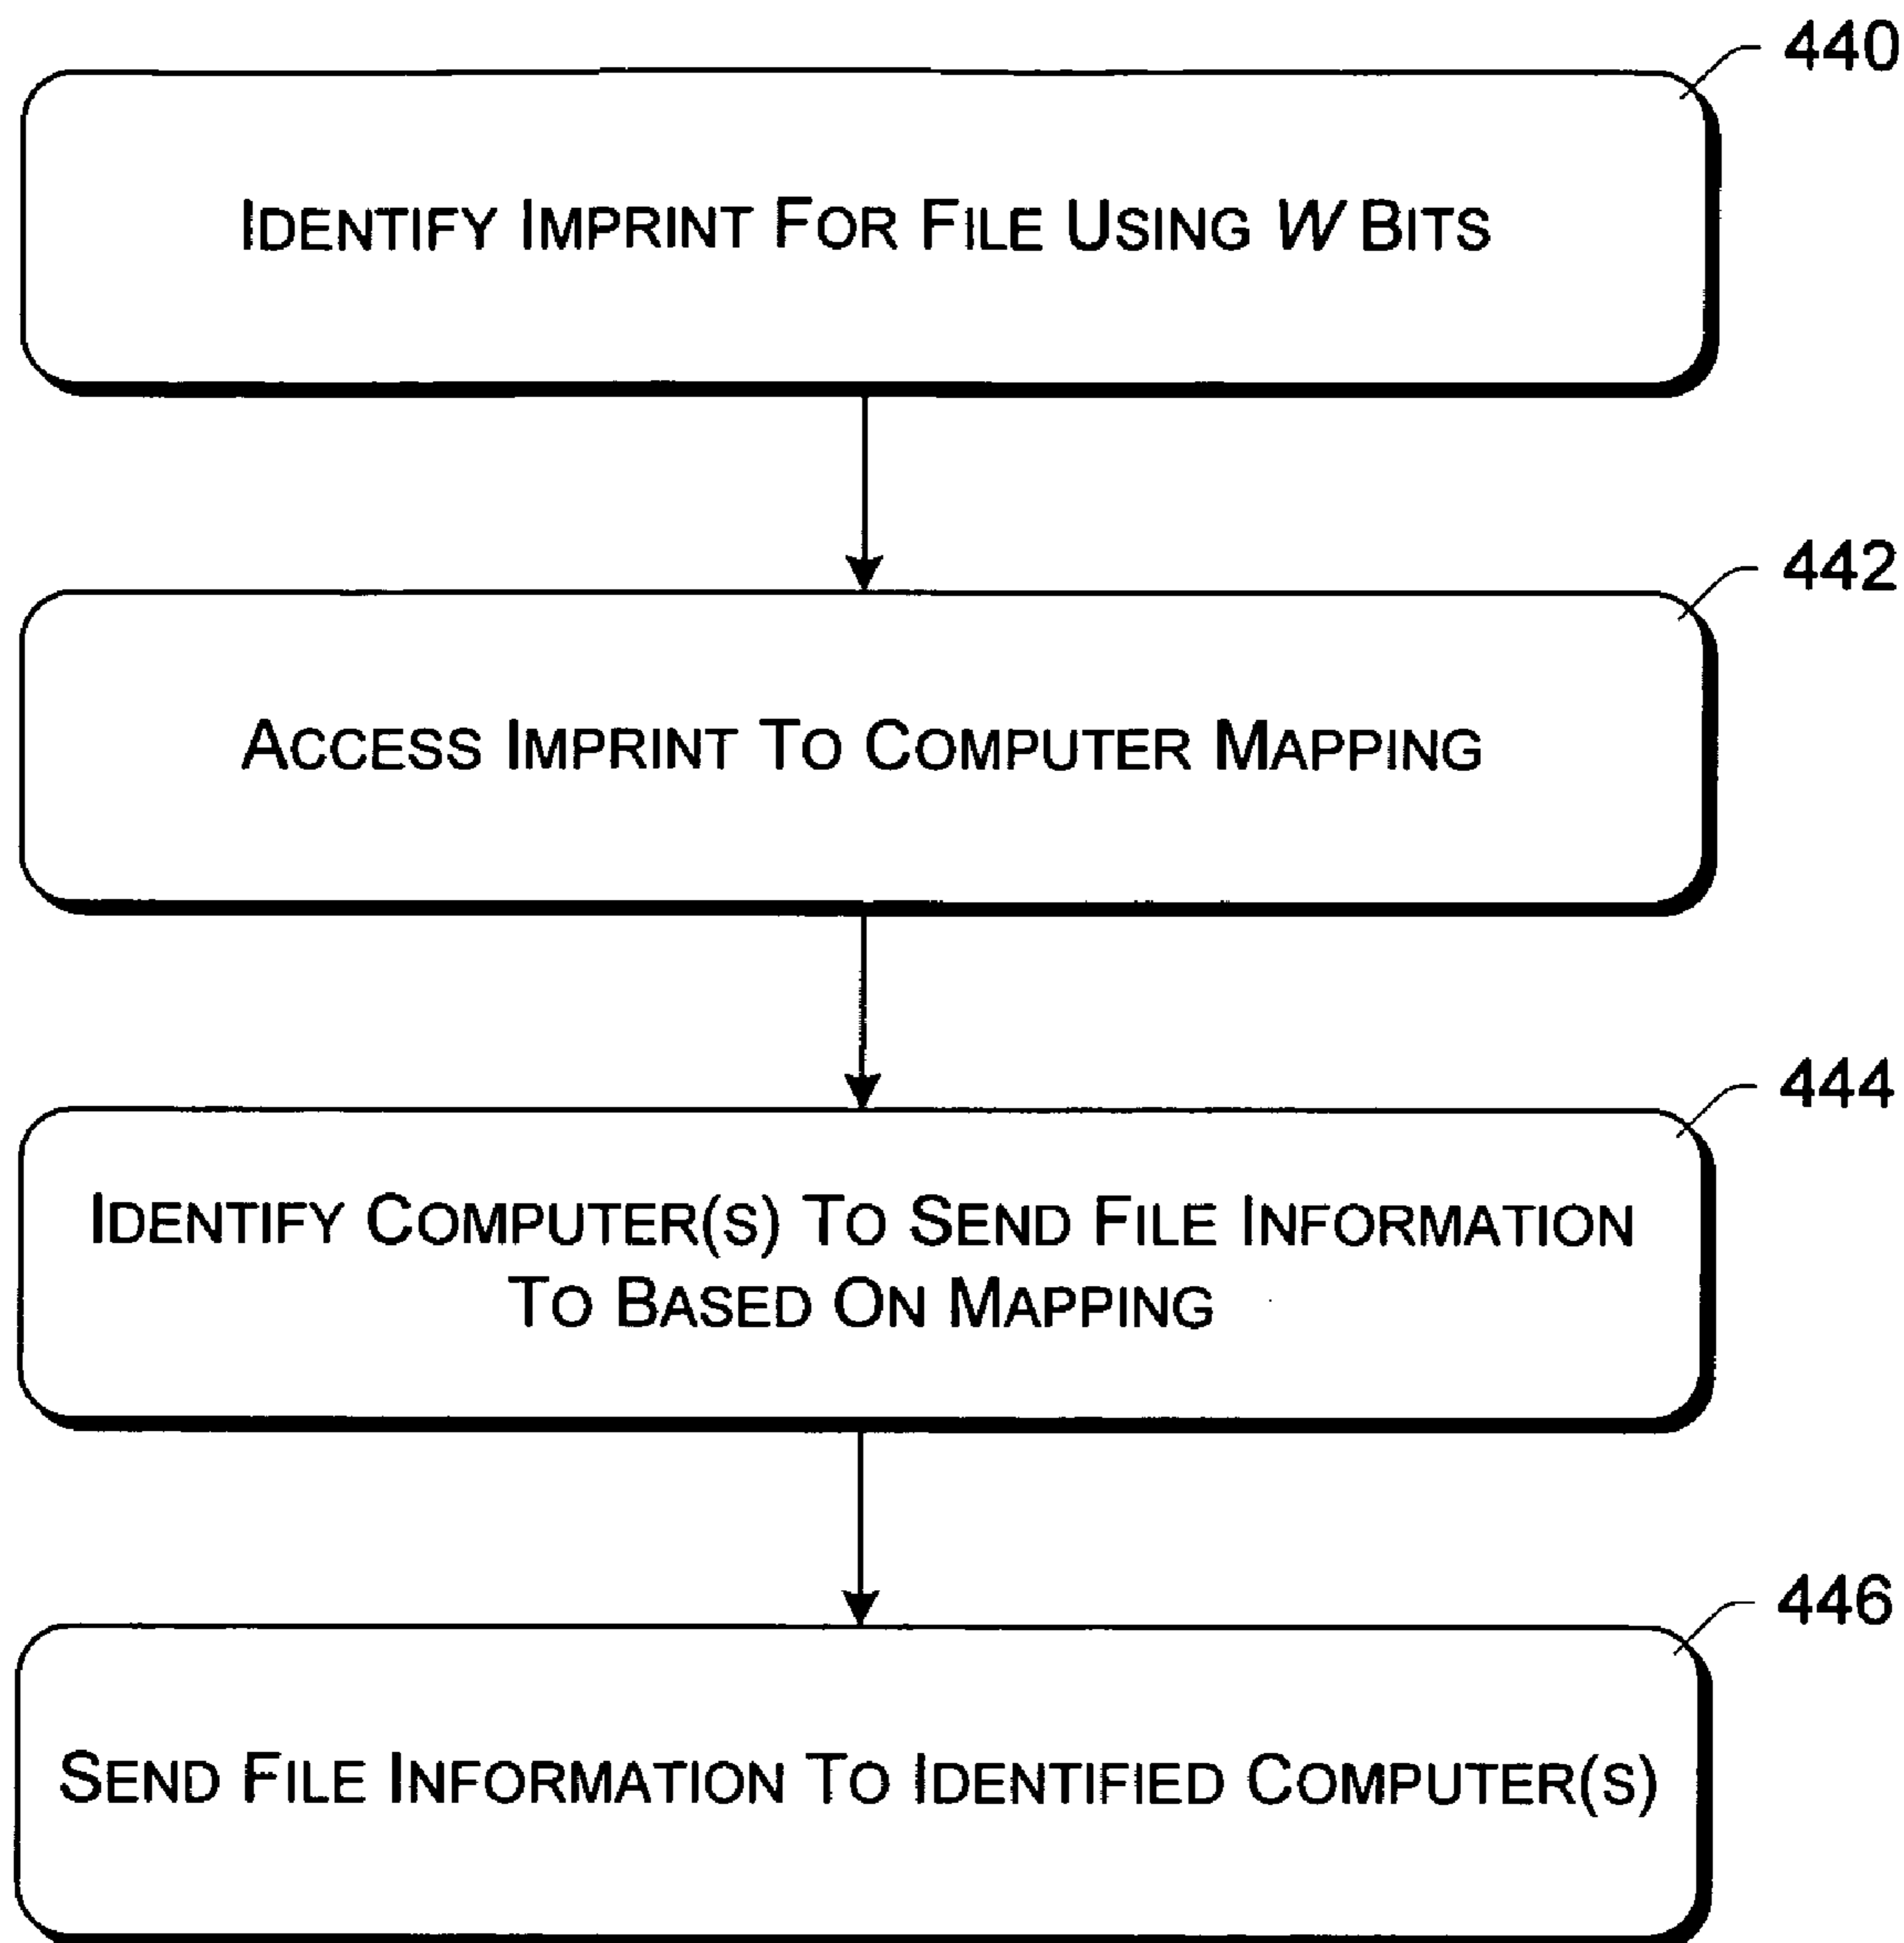 440
IDENTIFY IMPRINT FOR FILE USING W BITS
442
ACCESS IMPRINT TO COMPUTER MAPPING
444
IDENTIFY COMPUTER(S) TO SEND FILE INFORMATION
TO BASED ON MAPPING
446
SEND FILE INFORMATION TO IDENTIFIED COMPUTER(S)